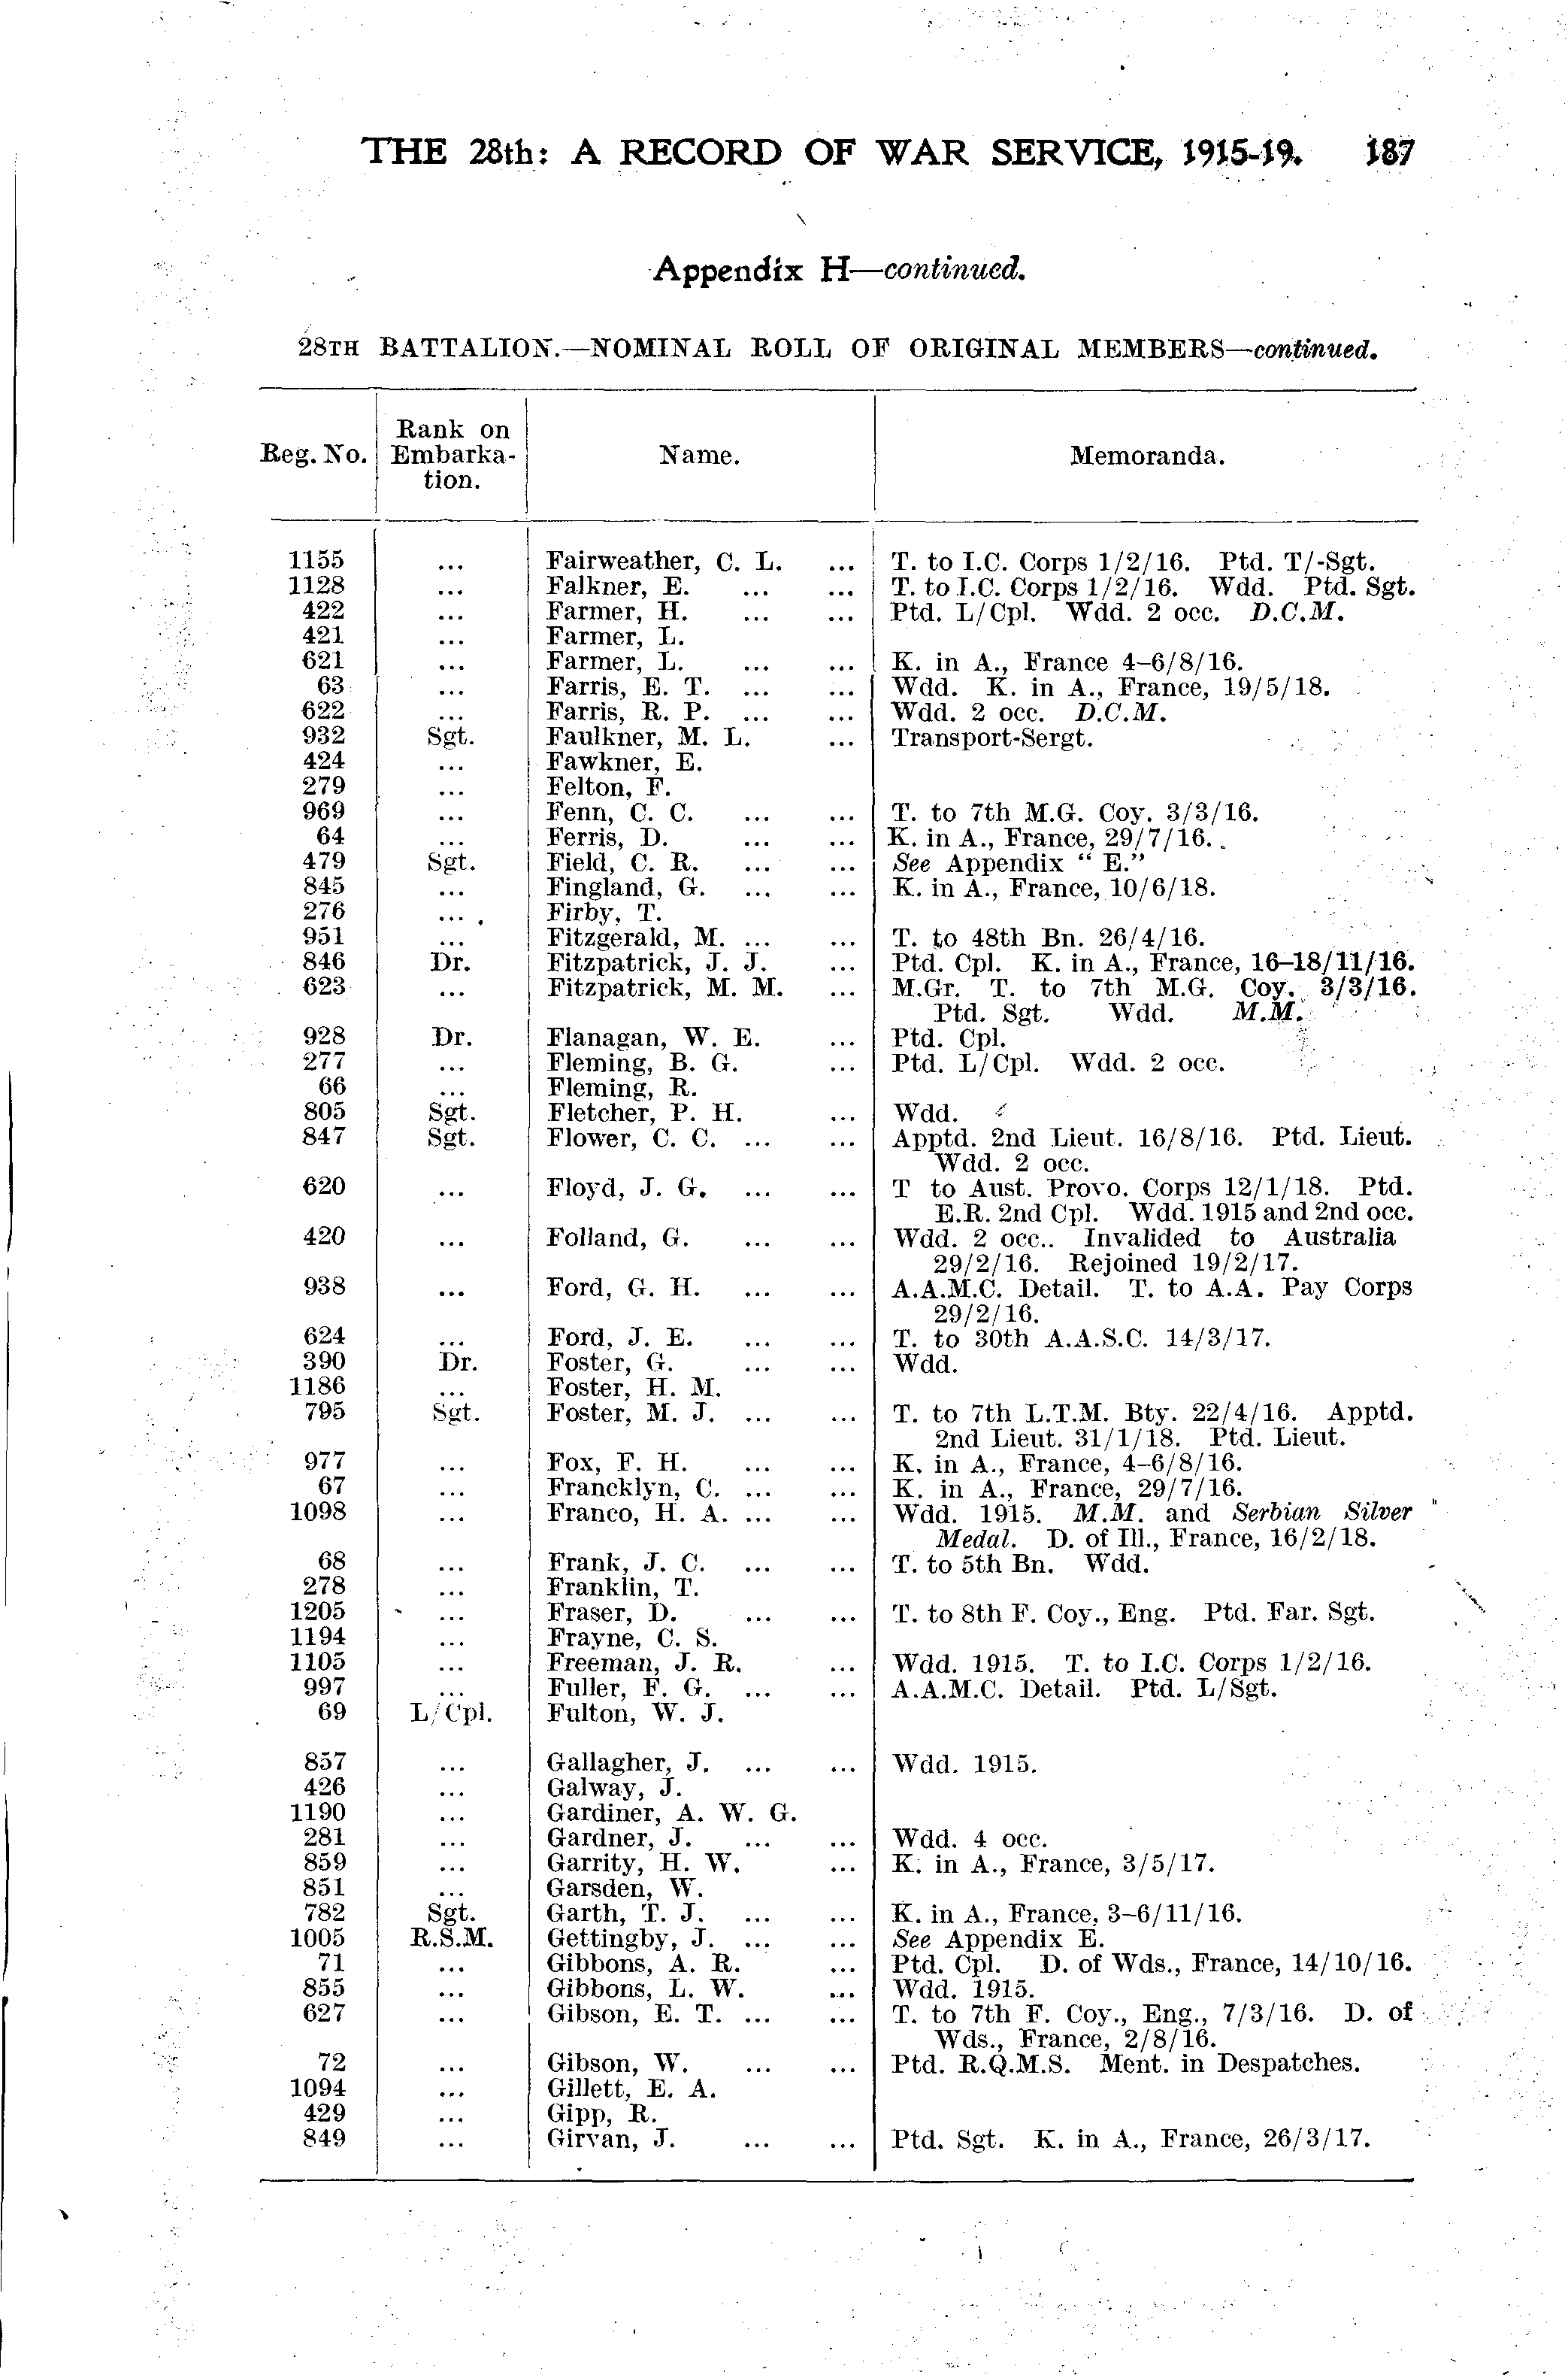 THE 28th: A RECORD OF WAR SERVICE, 1915-19. 187
Appendix H—continued.
28TH BATTALION.—NOMINAL ROLL OF ORIGINAL MEMBERS—continued.
Reg. No. Rank on Embarka-tion. Name. Memoranda.
1155 ... Fairweather, C. L. ... T. to I.C. Corps 1/2/16. Ptd. T/-Sgt.
1128 ... Falkner, E. ... ... T. to I.C. Corps 1/2/16. Wdd. Ptd. Sgt.
422 ... Farmer, H. ... ... Ptd. L/Cpl. Wdd. 2 occ. D.C.M.
421 ... Farmer, L.
621 ... Farmer, L. ... ... K. in A., France 4–6/8/16.
63 ... Farris, E. T. ... ... Wdd. K. in A., France, 19/5/18.
622 ... Farris, R. P. ... ... Wdd. 2 occ. D.C.M.
932 Sgt. Faulkner, M. L. ... Transport-Sergt.
424 ... Fawkner, E.
279 ... Felton, F.
969 ... Fenn, C. C. ... ... T. to 7th M.G. Coy. 3/3/16.
64 ... Ferris, D. ... ... K. in A., France, 29/7/16.
479 Sgt. Field, C. R. ... ... See Appendix “ E.”
845 ... Fingland, G. ... ... K. in A., France, 10/6/18.
276 ... Firby, T.
951 ... Fitzgerald, M. ... ... T. to 48th Bn. 26/4/16.
846 Dr. Fitzpatrick, J. J. ... Ptd. Cpl. K. in A., France, 16–18/11/16.
623 ... Fitzpatrick, M. M. ... M.Gr. T. to 7th M.G. Coy. 3/3/16.
Ptd. Sgt. Wdd. M.M.
928 Dr. Flanagan, W. E. ... Ptd. Cpl.
277 ... Fleming, B. G. ... Ptd. L/Cpl. Wdd. 2 occ.
66 ... Fleming, R.
805 Sgt. Fletcher, P. H. ... Wdd.
847 Sgt. Flower, C. C. ... ... Apptd. 2nd Lieut. 16/8/16. Ptd. Lieut.
Wdd. 2 occ.
620 ... Floyd, J. G. ... ... T to Aust. Provo. Corps 12/1/18. Ptd.
E.R. 2nd Cpl. Wdd. 1915 and 2nd occ.
420 ... Folland, G. ... ... Wdd. 2 occ.. Invalided to Australia
29/2/16. Rejoined 19/2/17.
938 ... Ford, G. H. ... ... A.A.M.C. Detail. T. to A.A. Pay Corps
29/2/16.
624 ... Ford, J. E. ... ... T. to 30th A.A.S.C. 14/3/17.
390 Dr. Foster, G. ... ... Wdd.
1186 ... Foster, H. M.
795 Sgt. Foster, M. J. ... ... T. to 7th L.T.M. Bty. 22/4/16. Apptd.
2nd Lieut. 31/1/18. Ptd. Lieut.
977 ... Fox, F. H. ... ... K. in A., France, 4–6/8/16.
67 ... Francklyn, C. ... ... K. in A., France, 29/7/16.
1098 ... Franco, H. A. ... ... Wdd. 1915. M.M. and Serbian Silver
Medal. D. of Ill., France, 16/2/18.
68 ... Frank, J. C. ... ... T. to 5th Bn. Wdd.
278 ... Franklin, T.
1205 ... Fraser, D. ... ... T. to 8th F. Coy., Eng. Ptd. Far. Sgt.
1194 ... Frayne, C. S.
1105 ... Freeman, J. R. ... Wdd. 1915. T. to I.C. Corps 1/2/16.
997 ... Fuller, F. G. ... ... A.A.M.C. Detail. Ptd. L/Sgt.
69 L/Cpl. Fulton, W. J.
857 ... Gallagher, J. ... ... Wdd. 1915.
426 ... Galway, J.
1190 ... Gardiner, A. W. G.
281 ... Gardner, J. ... ... Wdd. 4 occ.
859 ... Garrity, H. W. ... K. in A., France, 3/5/17.
851 ... Garsden, W.
782 Sgt. Garth, T. J. ... ... K. in A., France, 3–6/11/16.
1005 R.S.M. Gettingby, J. ... ... See Appendix E.
71 ... Gibbons, A. R. ... Ptd. Cpl. D. of Wds., France, 14/10/16.
855 ... Gibbons, L. W. ... Wdd. 1915.
627 ... Gibson, E. T. ... ... T. to 7th F. Coy., Eng., 7/3/16. D. of
Wds., France, 2/8/16.
72 ... Gibson, W. ... ... Ptd. R.Q.M.S. Ment. in Despatches.
1094 ... Gillett, E. A.
429 ... Gipp, R.
849 ... Girvan, J. ... ... Ptd. Sgt. K. in A., France, 26/3/17.